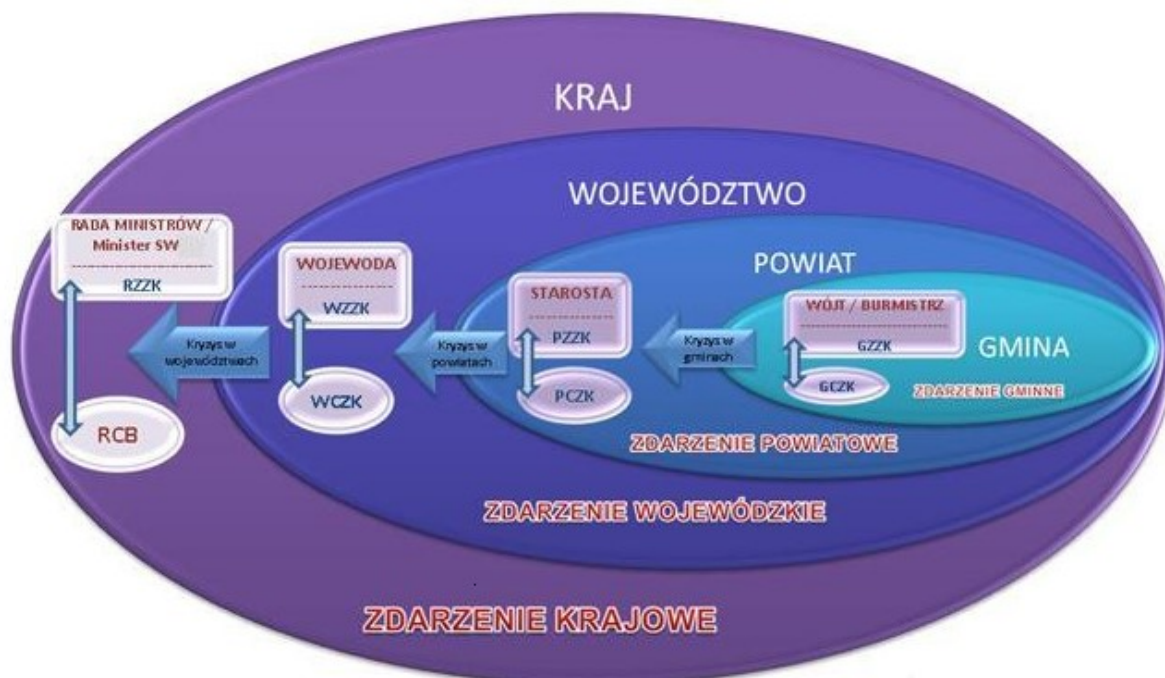 KRAJ
WOJEWÓDZTWO
POWIAT
GMINA
RADA MINISTRÓW /
Minister SW
RZZK
RCB
Kryzys w
województwach
WOJEWODA
WZZK
WCZK
Kryzys w
powiatach
STAROSTA
PZZK
PCZK
Kryzys w
gminach
WÓJT / BURMISTRZ
GZZK
GCZK
ZDARZENIE GMINNE
ZDARZENIE POWIATOWE
ZDARZENIE WOJEWÓDZKIE
ZDARZENIE KRAJOWE